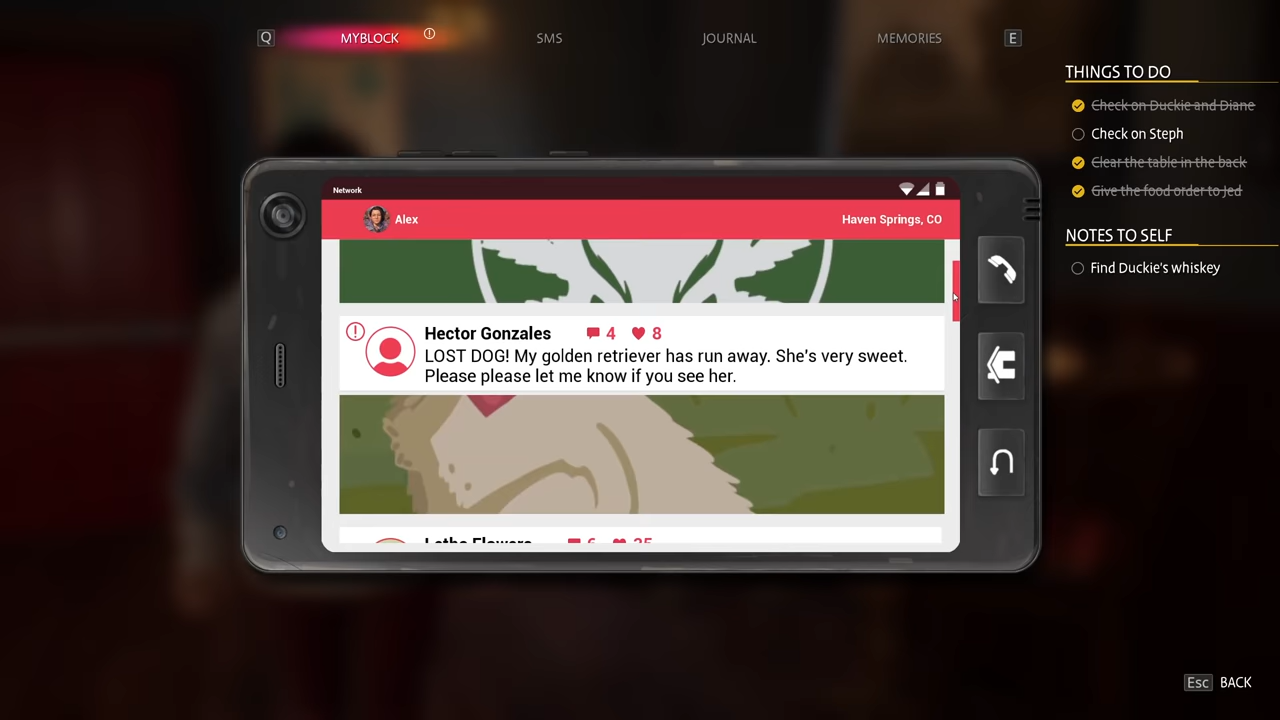 Q MYBLOCK SMS JOURNAL MEMORIES E
THINGS TO DO
Check on Duckie and Diane
Check on Steph
Clear the table in the back
Give the food order to Jed
NOTES TO SELF
Find Duckie's whiskey
Network
Alex Haven Springs, CO
Hector Gonzales 4 8
LOST DOG! My golden retriever has run away. She's very sweet.
Please please let me know if you see her.
6 35
Esc BACK